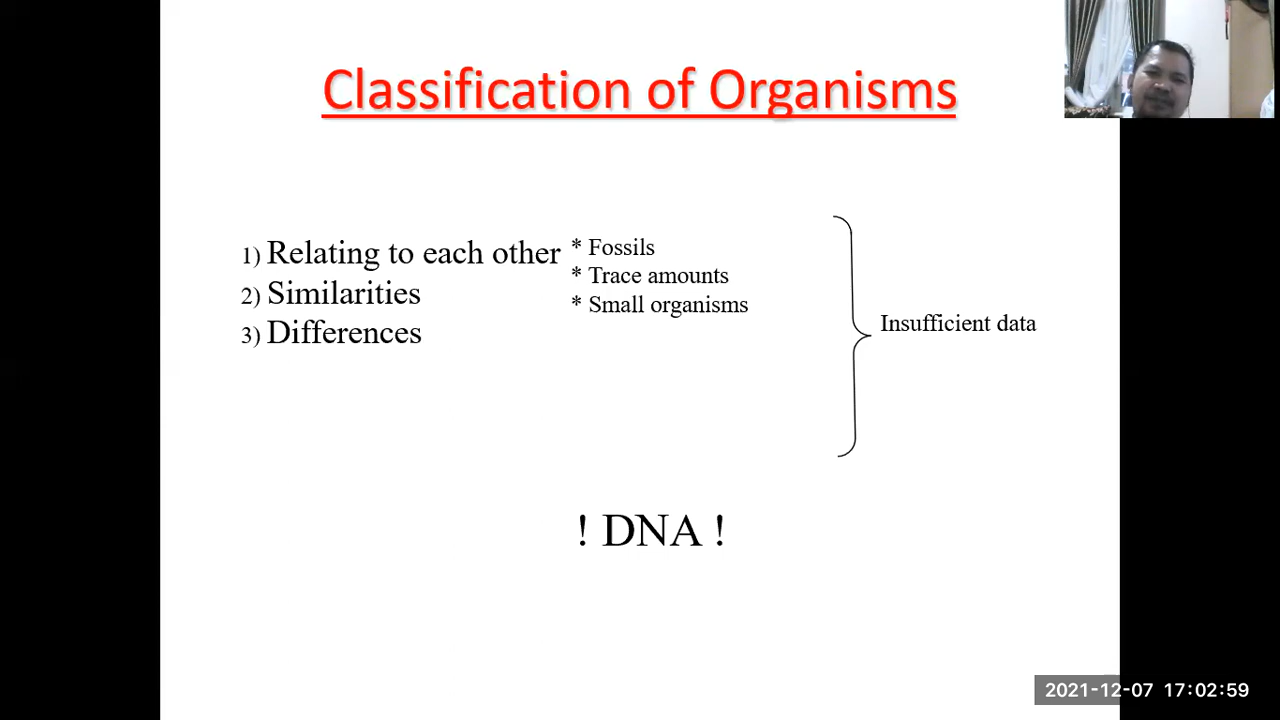 Classification of Organisms
1) Relating to each other
2) Similarities
3) Differences
* Fossils
* Trace amounts
* Small organisms
Insufficient data
! DNA !
2021-12-07 17:02:59